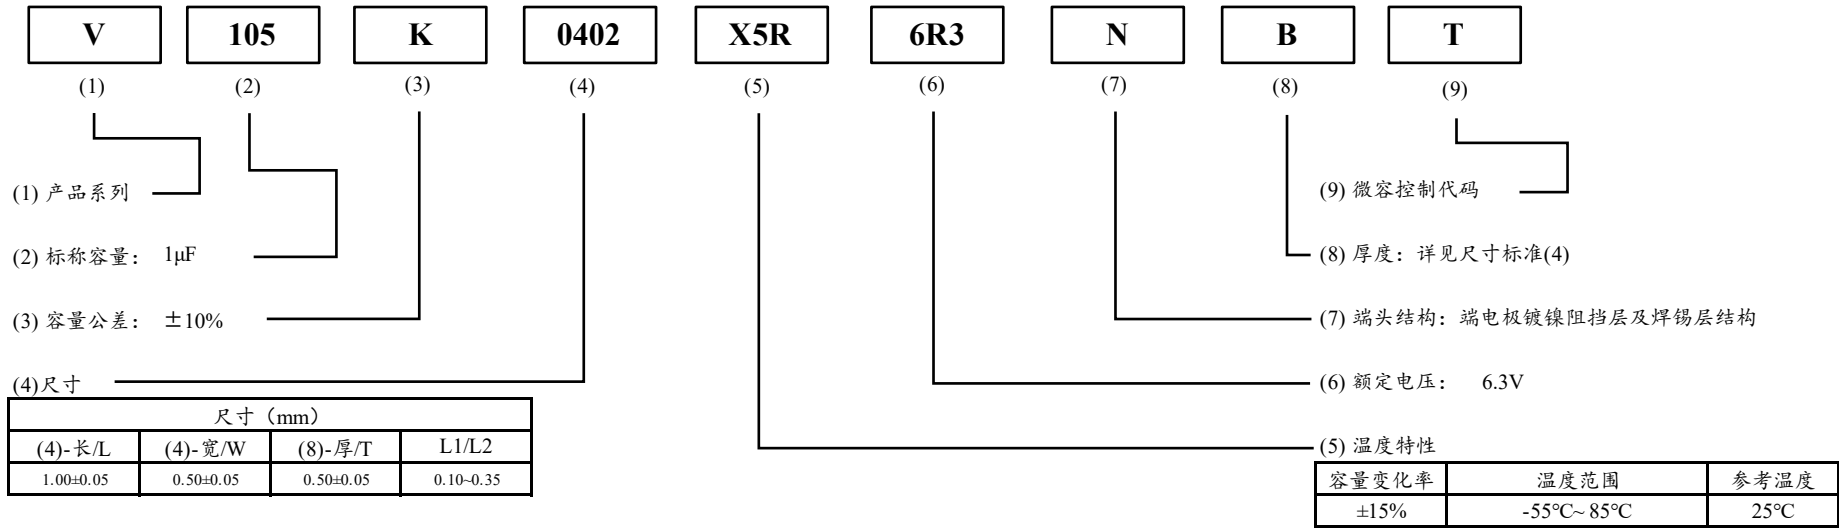 V 105 K 0402 X5R 6R3 N B T
(1) (2) (3) (4) (5) (6) (7) (8) (9)
(1) 产品系列
(9) 微容控制代码
(2) 标称容量： 1μF
(8) 厚度：详见尺寸标准(4)
(3) 容量公差： ±10%
(7) 端头结构：端电极镀镍阻挡层及焊锡层结构
(4)尺寸
(6) 额定电压： 6.3V
尺寸（mm）
(4)-长/L (4)-宽/W (8)-厚/T L1/L2
1.00±0.05 0.50±0.05 0.50±0.05 0.10~0.35
(5) 温度特性
容量变化率 温度范围 参考温度
±15% -55℃~ 85℃ 25℃